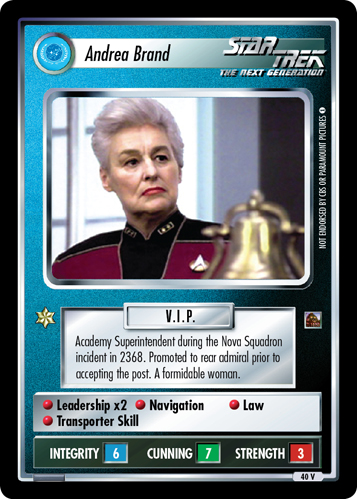 Andrea Brand
STAR TREK
THE NEXT GENERATION
NOT ENDORSED BY CBS OR PARAMOUNT PICTURES
V.I.P.
Academy Superintendent during the Nova Squadron
incident in 2368. Promoted to rear admiral prior to
accepting the post. A formidable woman.
Leadership x2 Navigation Law
Transporter Skill
INTEGRITY 6 CUNNING 7 STRENGTH 3
40 V